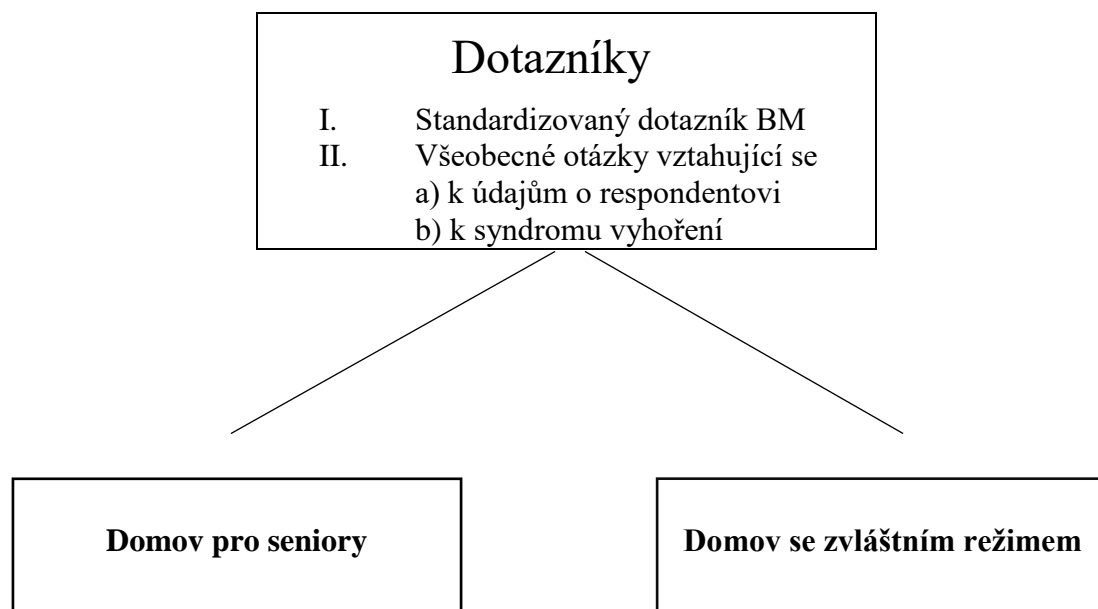 Dotazníky
I. Standardizovaný dotazník BM
II. Všeobecné otázky vztahující se
a) k údajům o respondentovi
b) k syndromu vyhoření
Domov pro seniory
Domov se zvláštním režimem